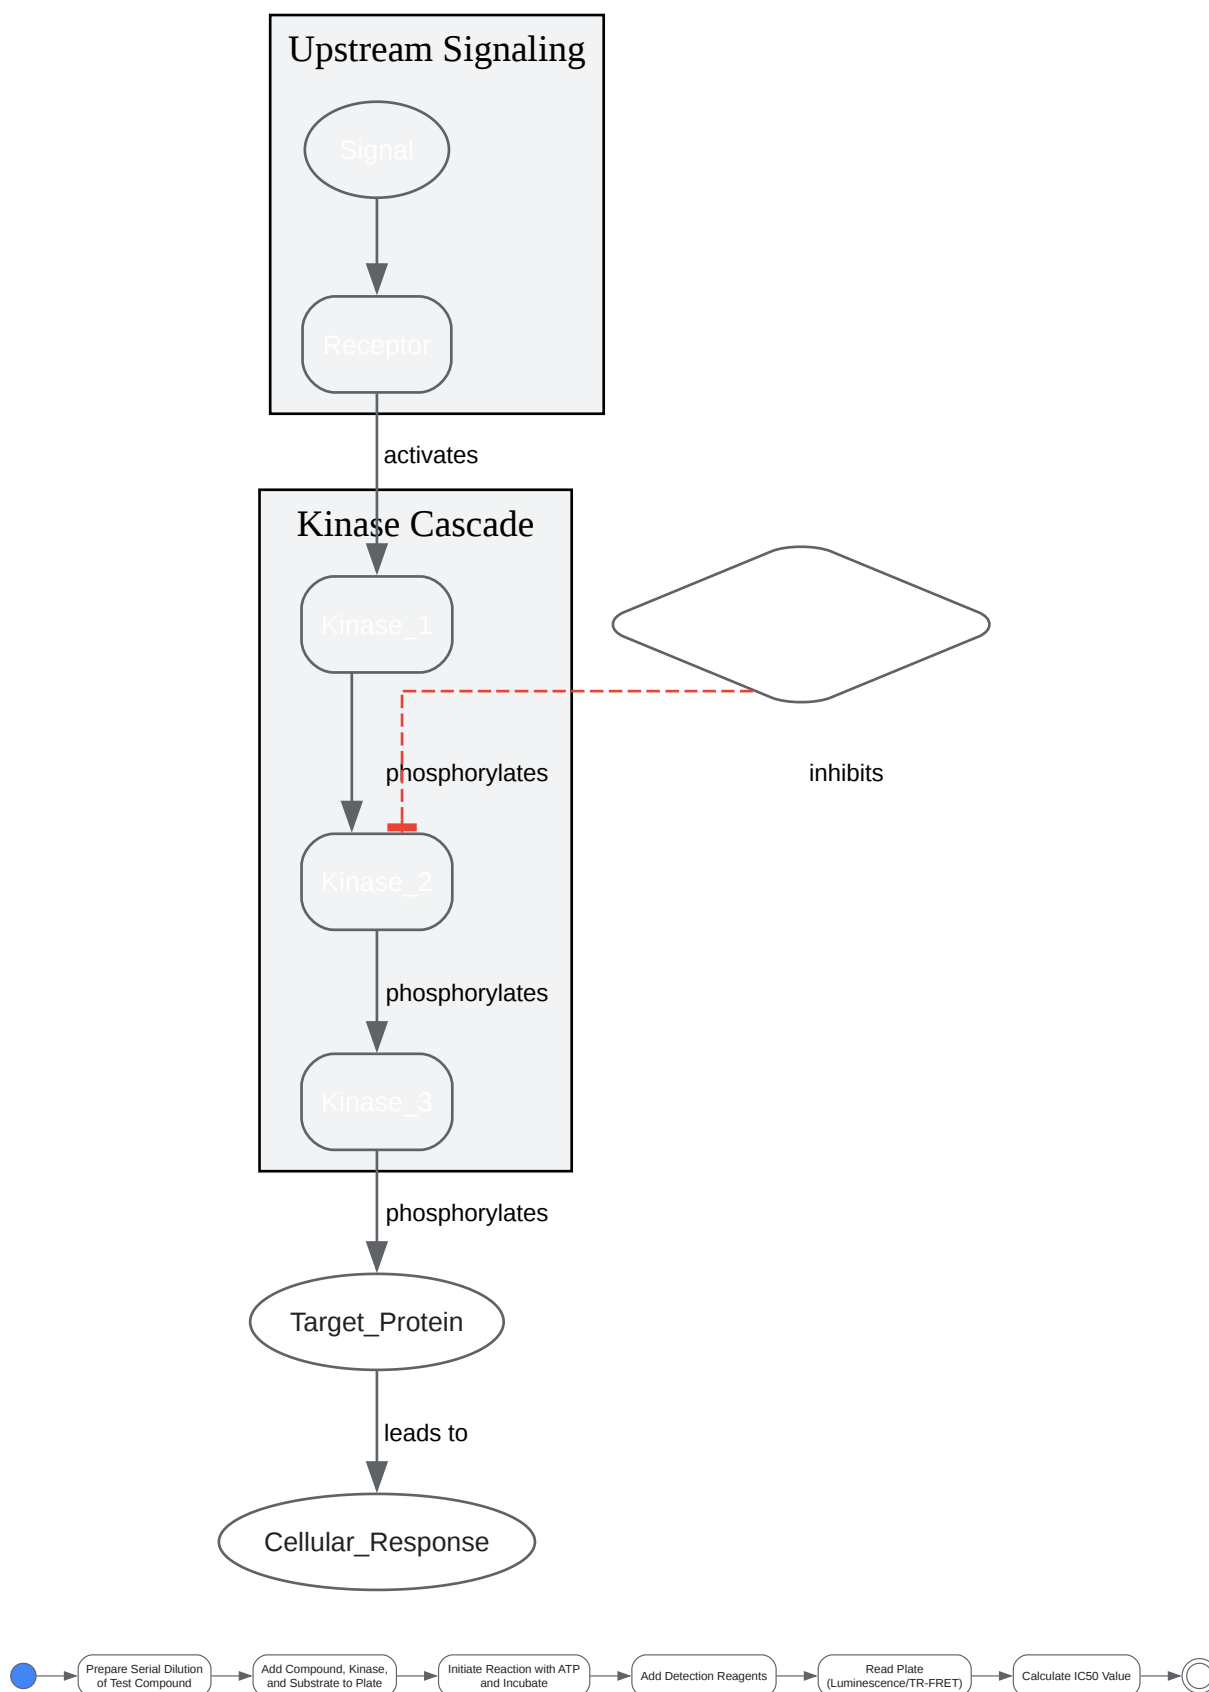 Upstream Signaling
Signal
Receptor
activates
Kinase Cascade
Kinase_1
phosphorylates
inhibits
Kinase_2
phosphorylates
Kinase_3
phosphorylates
Target_Protein
leads to
Cellular_Response
Prepare Serial Dilution
of Test Compound
Add Compound, Kinase,
and Substrate to Plate
Initiate Reaction with ATP
and Incubate
Add Detection Reagents
Read Plate
(Luminescence/TR-FRET)
Calculate IC50 Value